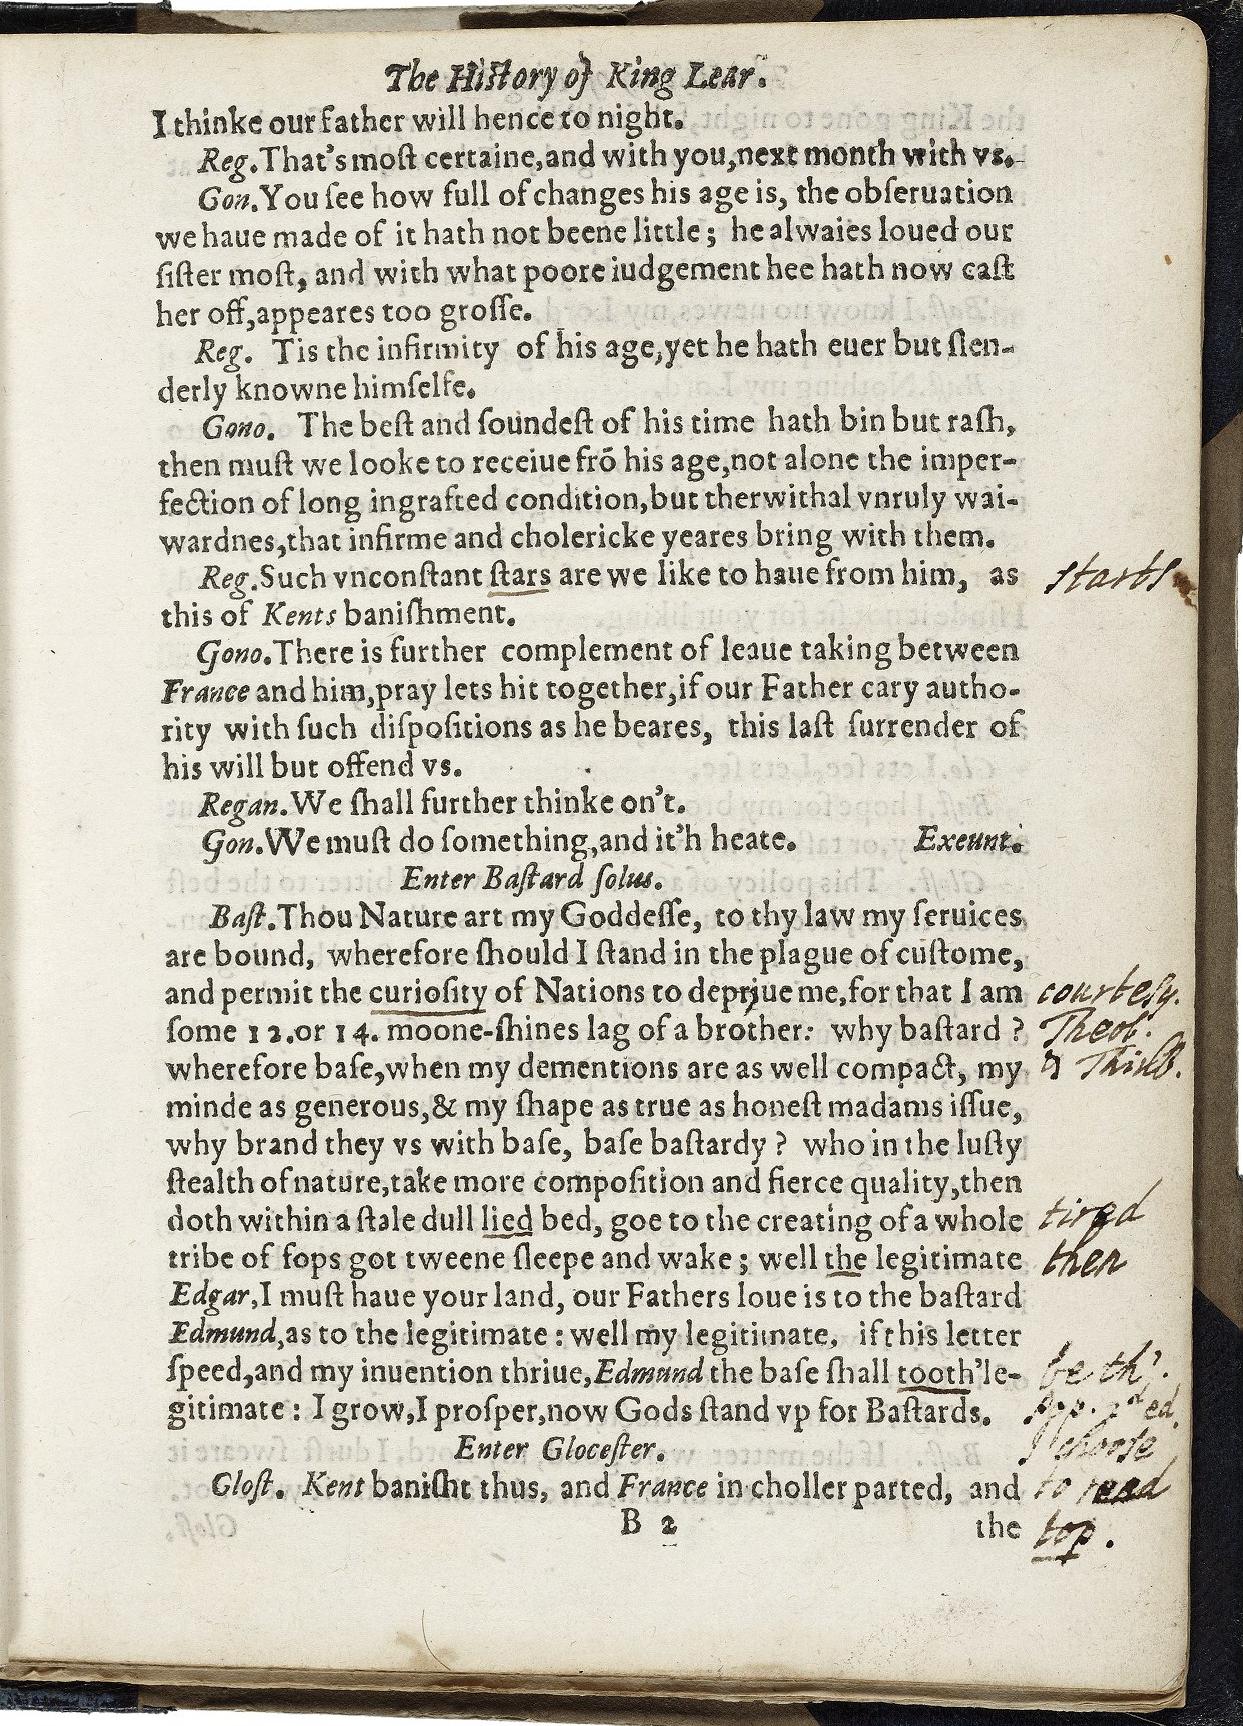 The Hiſtory of King Lear.
I thinke our father will hence to night.
Reg. That's moſt certaine, and with you, next month with vs.
Gon. You ſee how full of changes his age is, the obſeruation
we haue made of it hath not beene little; he alwaies loued our
ſiſter moſt, and with what poore iudgement hee hath now caſt
her off, appeares too groſſe.
Reg. Tis the infirmity of his age, yet he hath euer but ſlen-
derly knowne himſelfe.
Gono. The beſt and ſoundeſt of his time hath bin but raſh,
then muſt we looke to receiue frō his age, not alone the imper-
fection of long ingrafted condition, but therwithal vnruly wai-
wardnes, that infirme and cholericke yeares bring with them.
Reg. Such vnconſtant ſtars are we like to haue from him, as starts
this of Kents baniſhment.
Gono. There is further complement of leaue taking between
France and him, pray lets hit together, if our Father cary autho-
rity with ſuch diſpoſitions as he beares, this laſt ſurrender of
his will but offend vs.
Regan. We ſhall further thinke on't.
Gon. We muſt do ſomething, and it'h heate. Exeunt.
Enter Baſtard ſolus.
Baſt. Thou Nature art my Goddeſſe, to thy law my ſeruices
are bound, wherefore ſhould I ſtand in the plague of cuſtome,
and permit the curioſity of Nations to depriue me, for that I am courtesy.
ſome 12. or 14. moone-ſhines lag of a brother: why baſtard? Theob.
wherefore baſe, when my dementions are as well compact, my
minde as generous, & my ſhape as true as honeſt madams iſſue,
why brand they vs with baſe, baſe baſtardy? who in the luſty
ſtealth of nature, take more compoſition and fierce quality, then
doth within a ſtale dull lied bed, goe to the creating of a whole tired
tribe of fops got tweene ſleepe and wake; well the legitimate then
Edgar, I muſt haue your land, our Fathers loue is to the baſtard
Edmund, as to the legitimate: well my legitimate, if this letter
ſpeed, and my inuention thriue, Edmund the baſe ſhall tooth'le- be th'.
gitimate: I grow, I proſper, now Gods ſtand vp for Baſtards. Pop. 2d ed.
I choose
Enter Gloceſter.
Gloſt. Kent baniſht thus, and France in choller parted, and to read
B 2 the top.